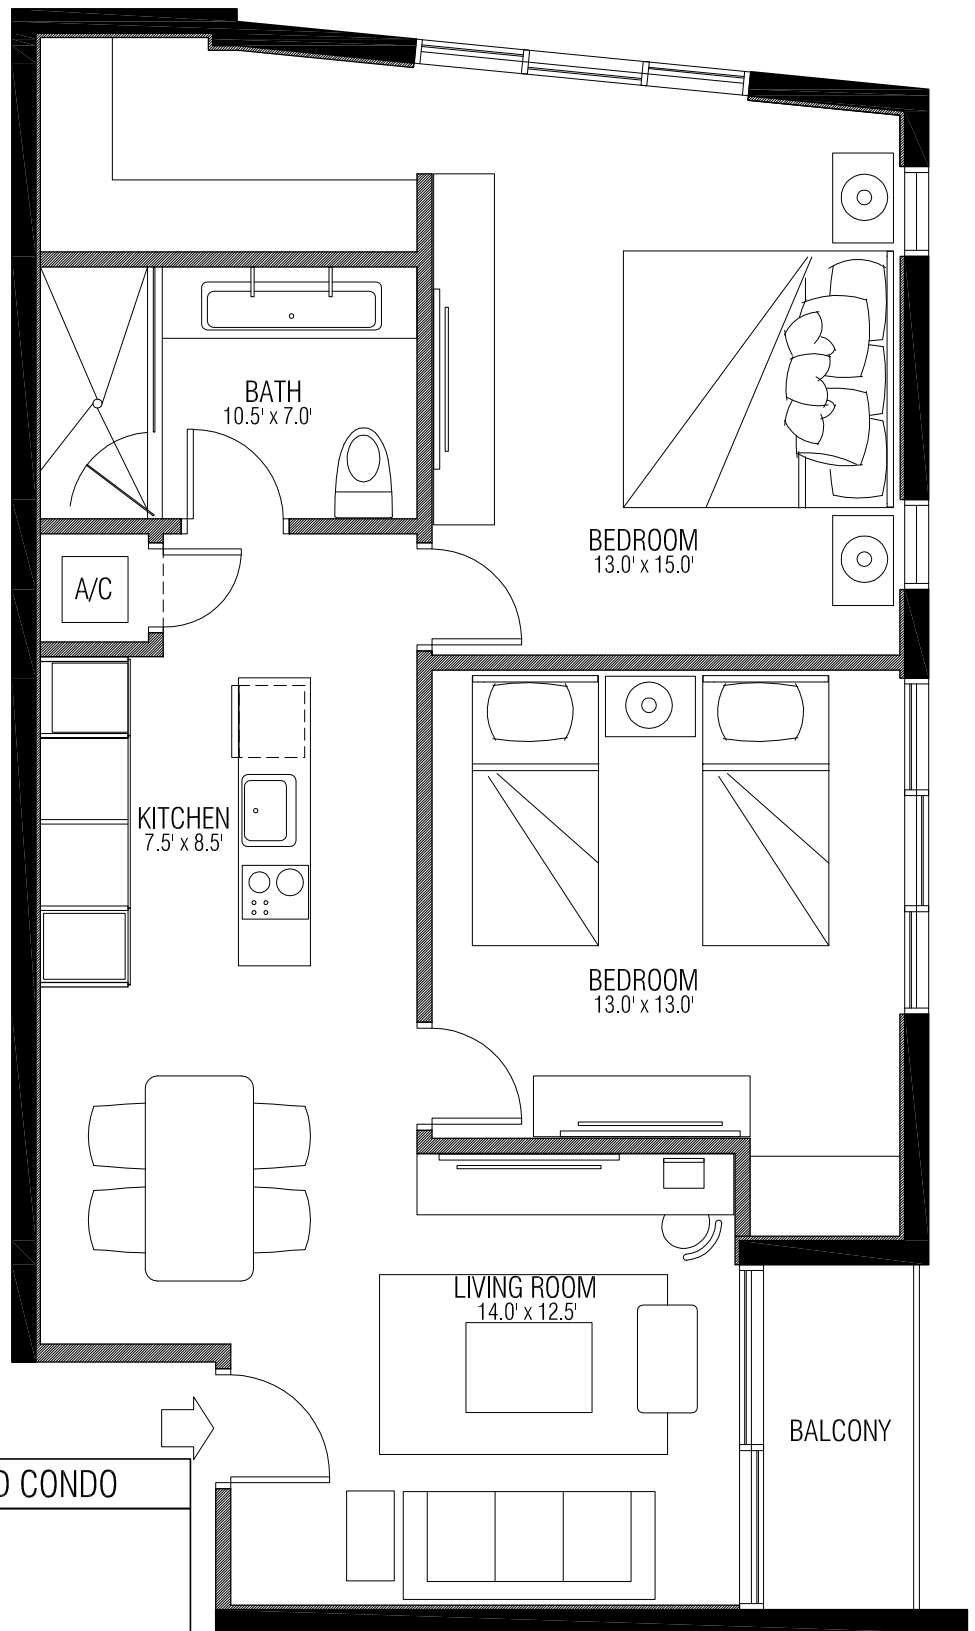 BATH
10.5' x 7.0'
BEDROOM
13.0' x 15.0'
A/C
KITCHEN
7.5' x 8.5'
BEDROOM
13.0' x 13.0'
LIVING ROOM
14.0' x 12.5'
BALCONY
CONDO